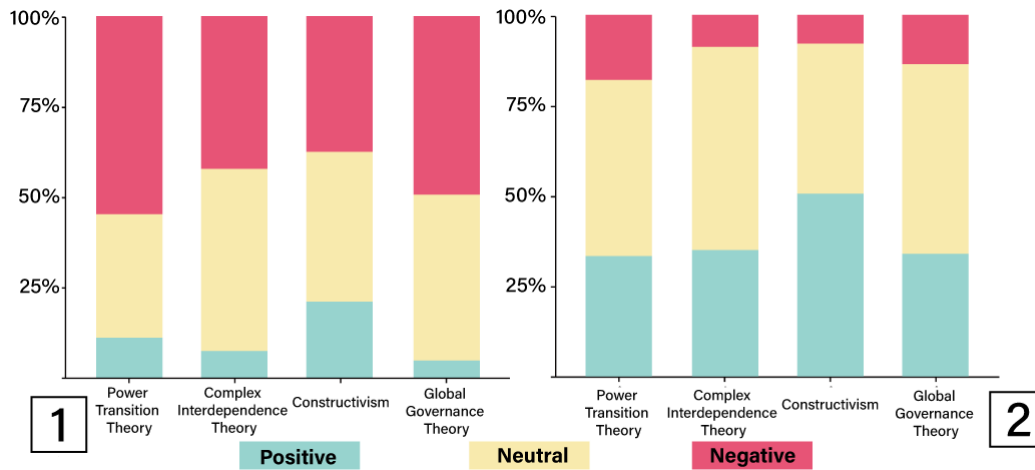 100%
75%
50%
25%
Power
Transition
Theory
Complex
Interdependence
Theory
Constructivism
Global
Governance
Theory
1
100%
75%
50%
25%
Power
Transition
Theory
Complex
Interdependence
Theory
Constructivism
Global
Governance
Theory
2
Positive
Neutral
Negative